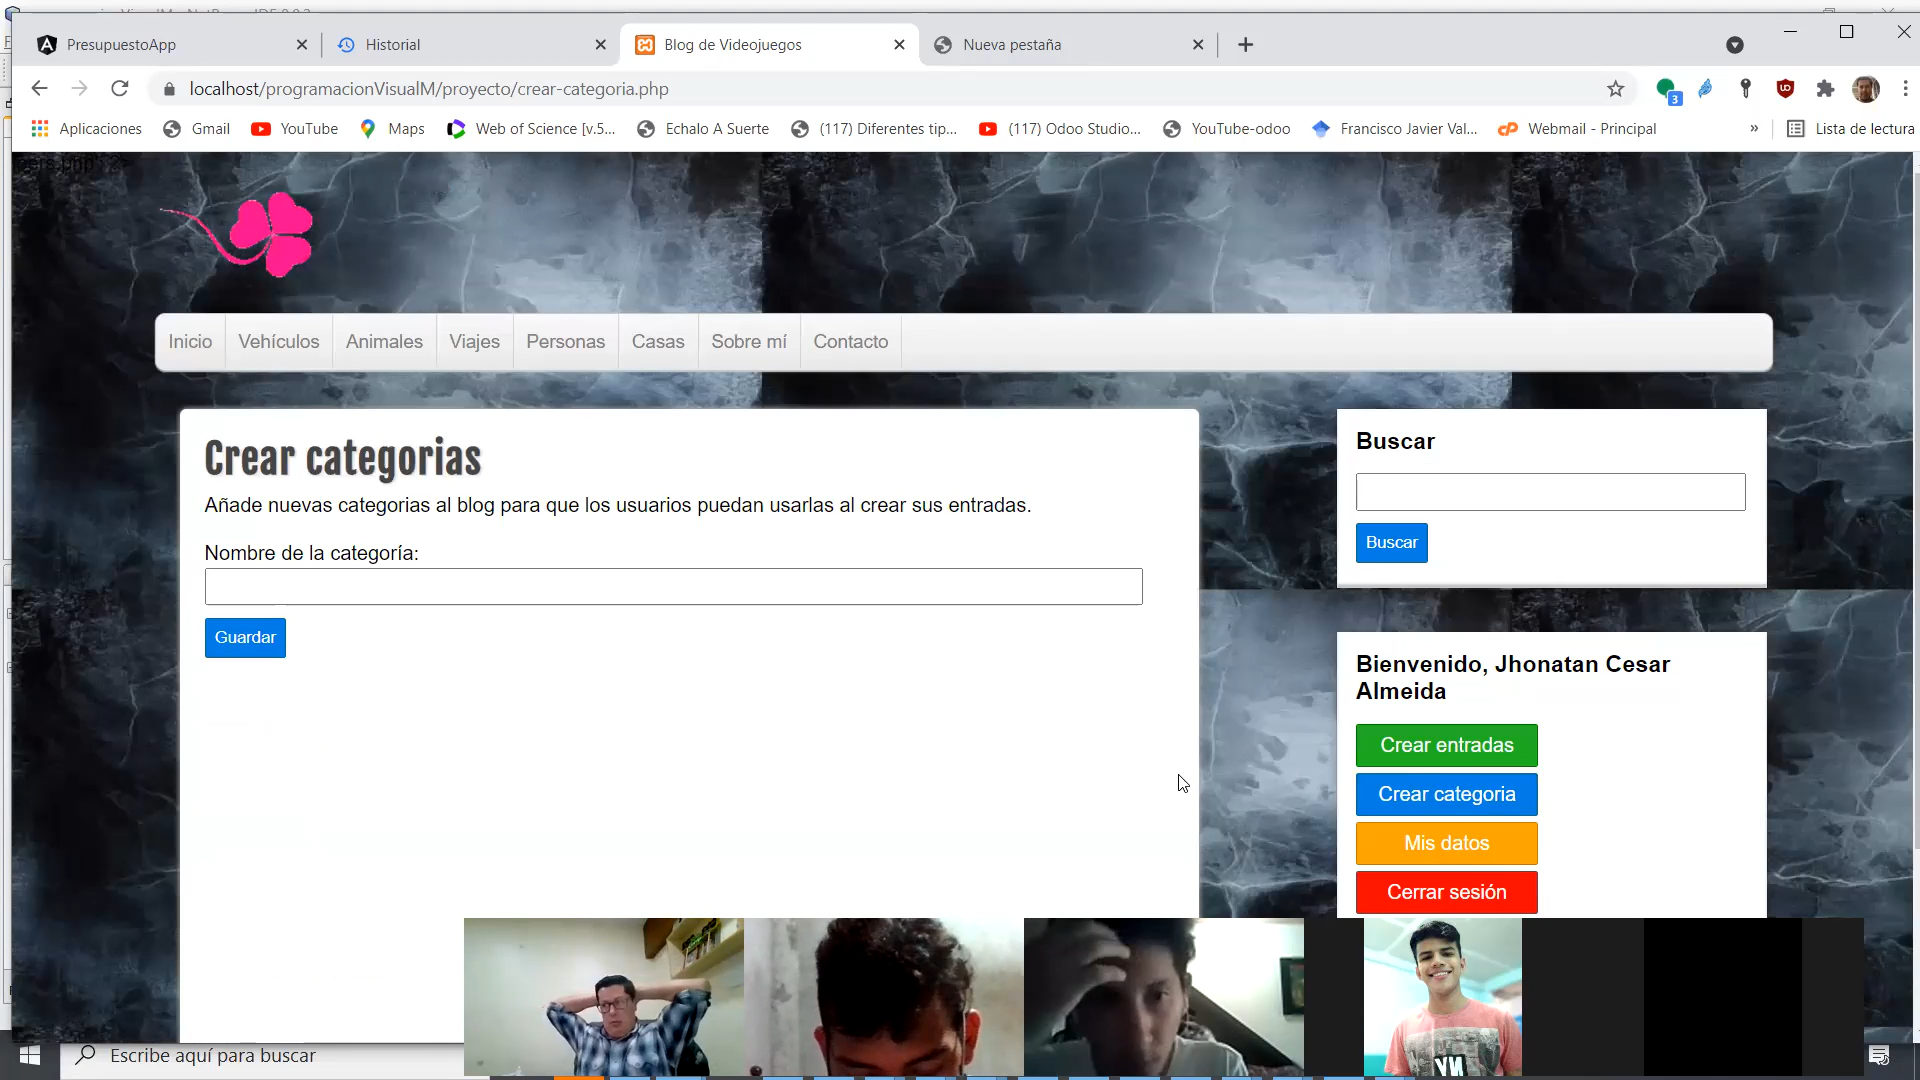 PresupuestoApp
Historial
Blog de Videojuegos
Nueva pestaña
localhost/programacionVisualM/proyecto/crear-categoria.php
3
Aplicaciones
Gmail
YouTube
Maps
Web of Science [v.5...
Echalo A Suerte
(117) Diferentes tip...
(117) Odoo Studio...
YouTube-odoo
Francisco Javier Val...
Webmail - Principal
»
Lista de lectura
Inicio
Vehículos
Animales
Viajes
Personas
Casas
Sobre mí
Contacto
Crear categorias
Añade nuevas categorias al blog para que los usuarios puedan usarlas al crear sus entradas.
Nombre de la categoría:
Guardar
Buscar
Buscar
Bienvenido, Jhonatan Cesar
Almeida
Crear entradas
Crear categoria
Mis datos
Cerrar sesión
Escribe aquí para buscar